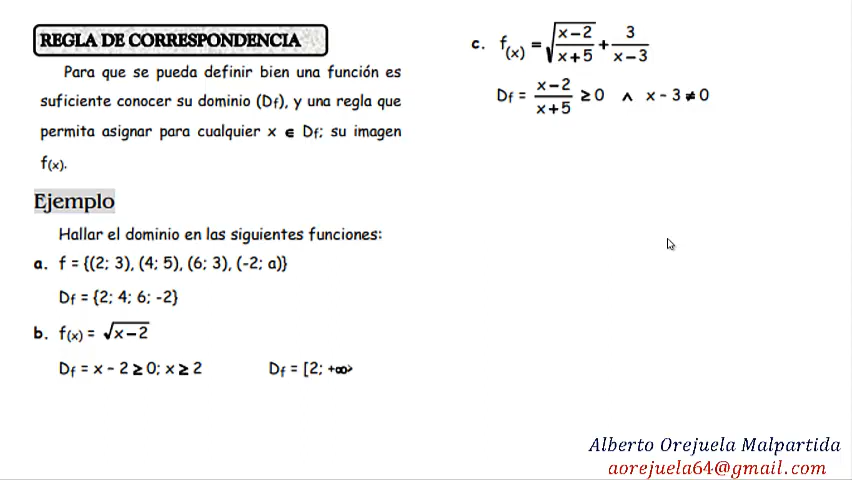 REGLA DE CORRESPONDENCIA
Para que se pueda definir bien una función es
suficiente conocer su dominio (Df), y una regla que
permita asignar para cualquier x ∈ Df; su imagen
f(x).
Ejemplo
Hallar el dominio en las siguientes funciones:
a. f = {(2; 3), (4; 5), (6; 3), (-2; a)}
Df = {2; 4; 6; -2}
b. f(x) = √(x-2)
Df = x - 2 ≥ 0; x ≥ 2 Df = [2; +∞>
c. f(x) = √((x-2)/(x+5)) + 3/(x-3)
Df = (x-2)/(x+5) ≥ 0 ∧ x - 3 ≠ 0
Alberto Orejuela Malpartida
aorejuela64@gmail.com